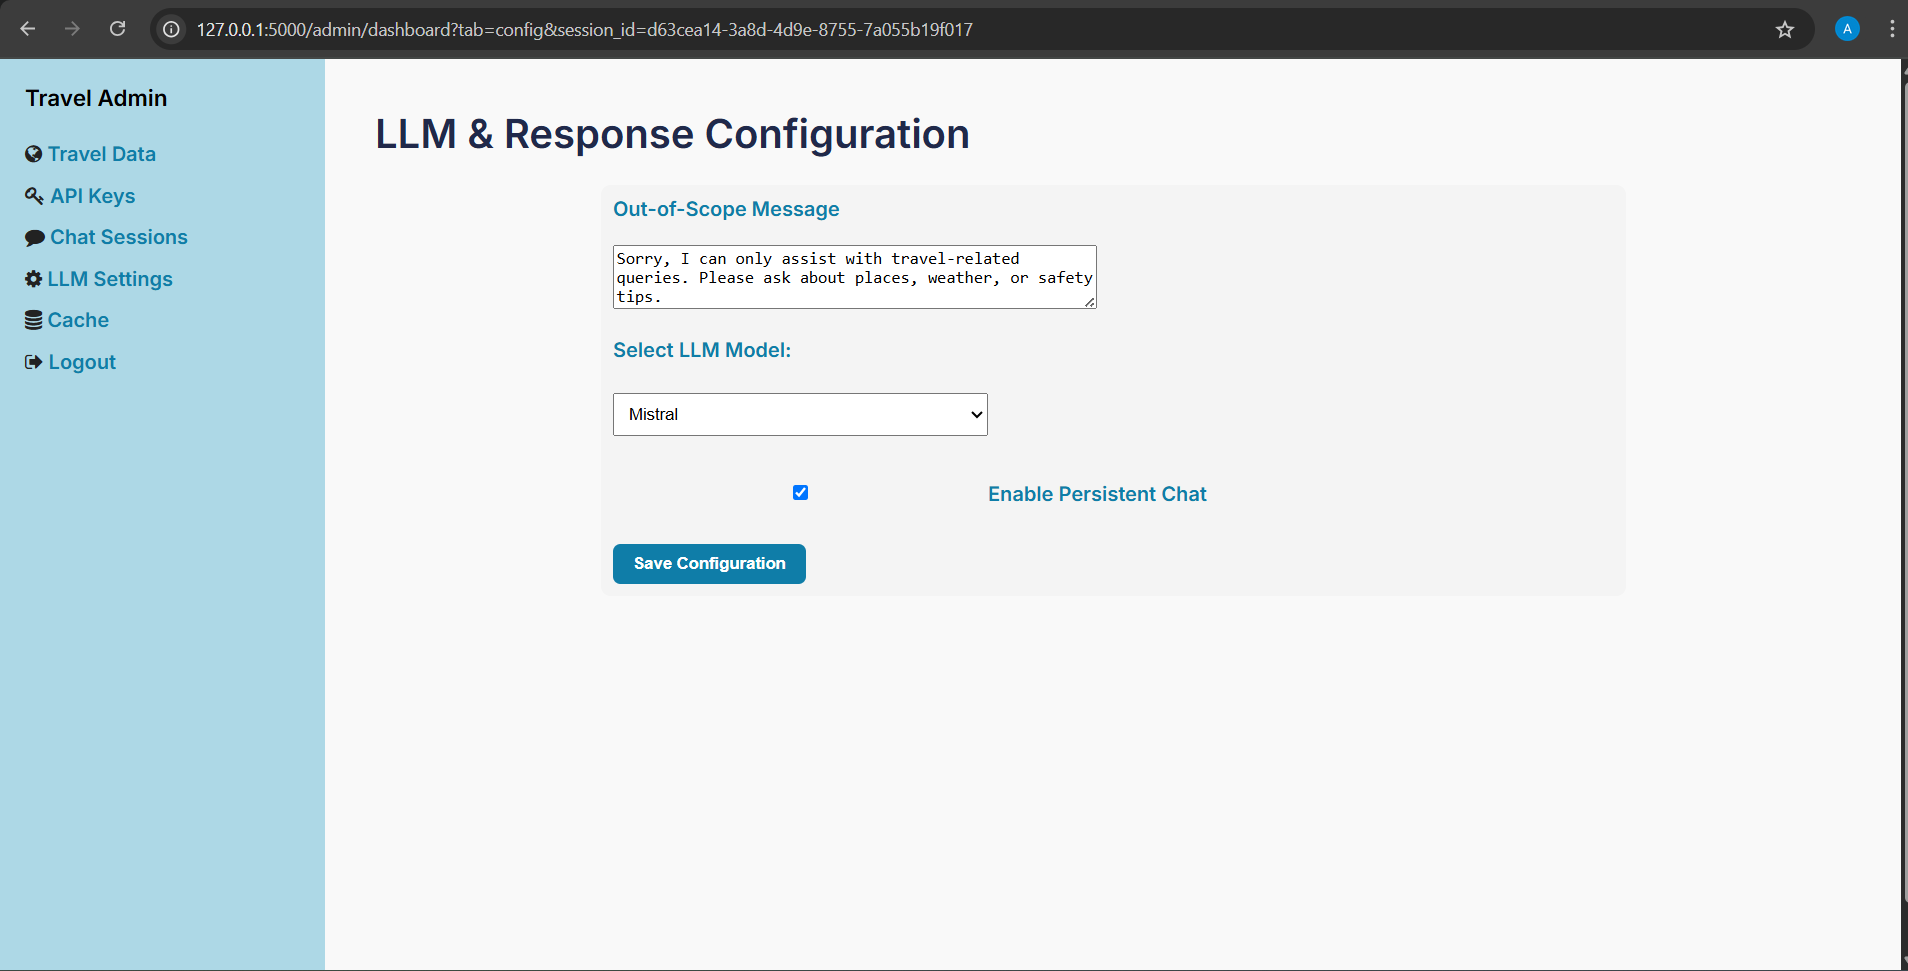 127.0.0.1:5000/admin/dashboard?tab=config&session_id=d63cea14-3a8d-4d9e-8755-7a055b19f017
A
Travel Admin
Travel Data
API Keys
Chat Sessions
LLM Settings
Cache
Logout
LLM & Response Configuration
Out-of-Scope Message
Sorry, I can only assist with travel-related
queries. Please ask about places, weather, or safety
tips.
Select LLM Model:
Mistral
Enable Persistent Chat
Save Configuration